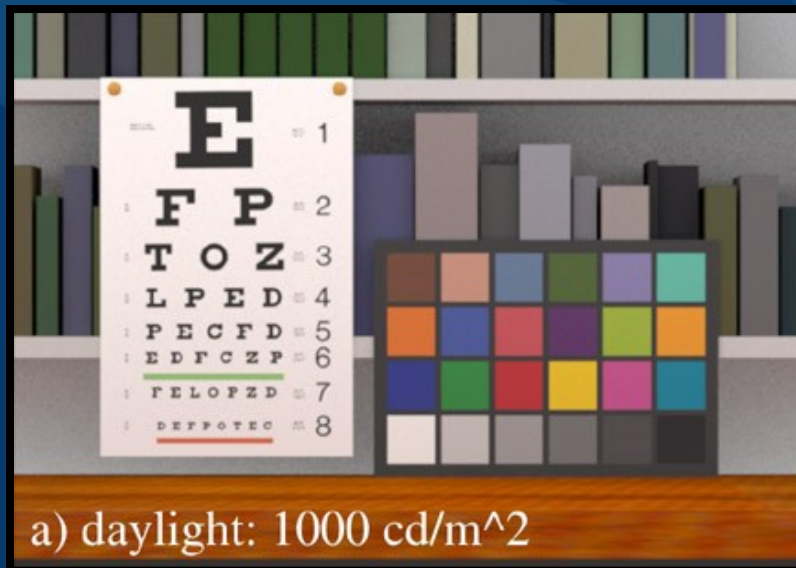 E 1
F P 2
T O Z 3
L P E D 4
P E C F D 5
E D F C Z P 6
F E L O P Z D 7
D E F P O T E C 8
a) daylight: 1000 cd/m^2